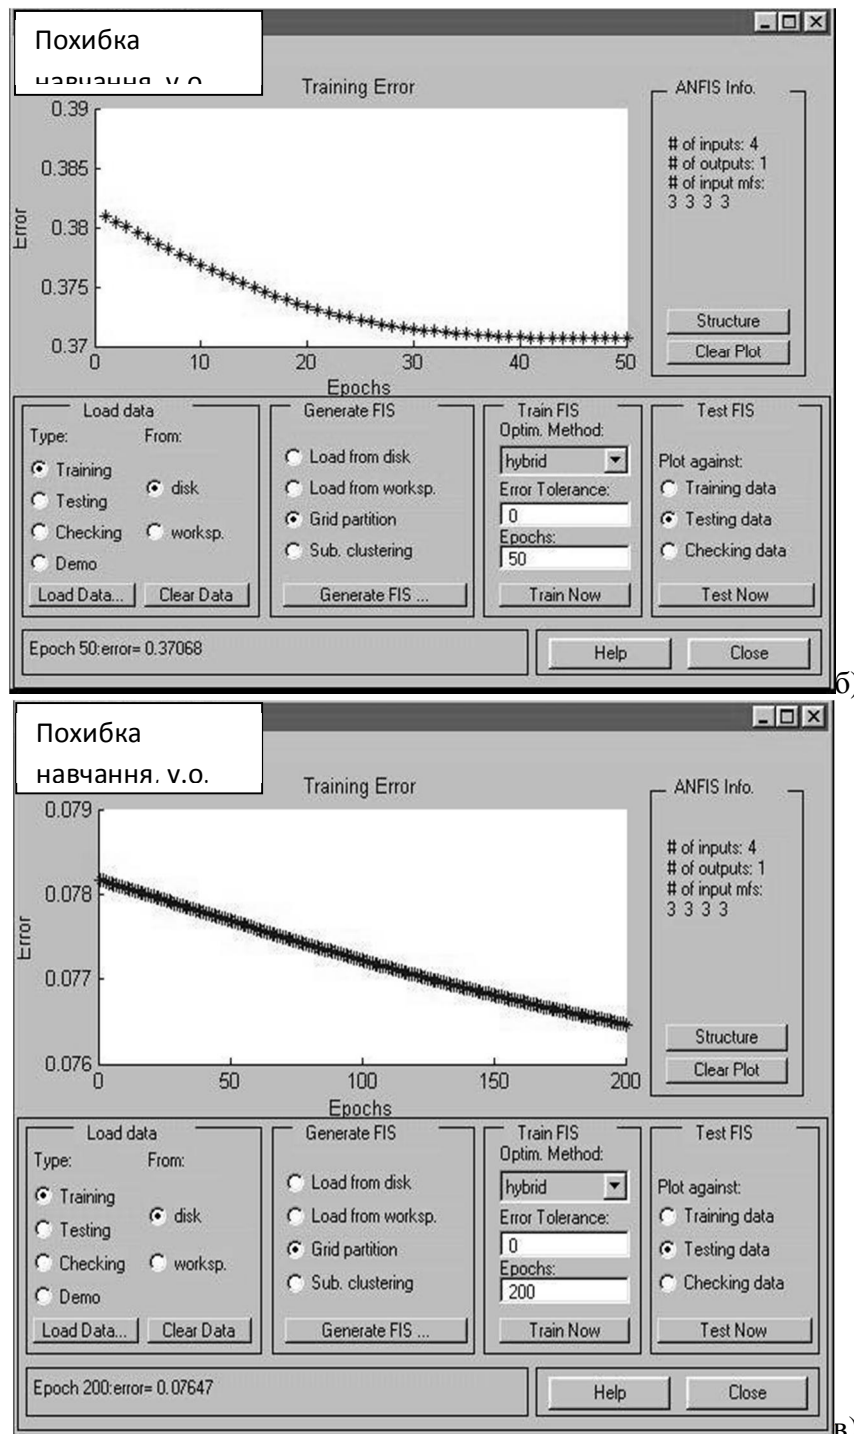 Похибка
навчання, у.о.
Training Error
0.39
0.385
0.38
0.375
0.37
Error
0 10 20 30 40 50
Epochs
ANFIS Info.
# of inputs: 4
# of outputs: 1
# of input mfs:
3 3 3 3
Structure
Clear Plot
Load data
Type: From:
Training
Testing
Checking
Demo
disk
worksp.
Load Data... Clear Data
Generate FIS
Load from disk
Load from worksp.
Grid partition
Sub. clustering
Generate FIS ...
Train FIS
Optim. Method:
hybrid
Error Tolerance:
0
Epochs:
50
Train Now
Test FIS
Plot against:
Training data
Testing data
Checking data
Test Now
Epoch 50:error= 0.37068
Help Close
б)
Похибка
навчання, у.о.
Training Error
0.079
0.078
0.077
0.076
Error
0 50 100 150 200
Epochs
ANFIS Info.
# of inputs: 4
# of outputs: 1
# of input mfs:
3 3 3 3
Structure
Clear Plot
Load data
Type: From:
Training
Testing
Checking
Demo
disk
worksp.
Load Data... Clear Data
Generate FIS
Load from disk
Load from worksp.
Grid partition
Sub. clustering
Generate FIS ...
Train FIS
Optim. Method:
hybrid
Error Tolerance:
0
Epochs:
200
Train Now
Test FIS
Plot against:
Training data
Testing data
Checking data
Test Now
Epoch 200:error= 0.07647
Help Close
в)